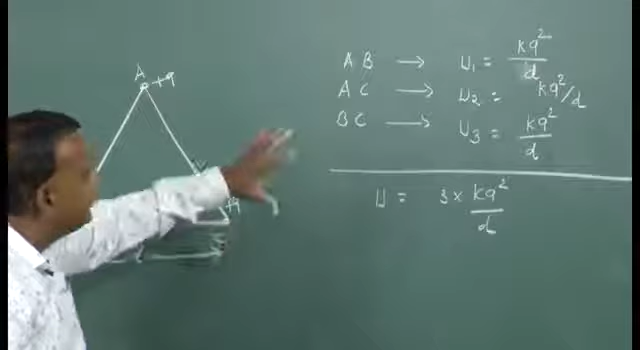 A
+q
AB → U₁ = kq²/d
AC → U₂ = kq²/d
BC → U₃ = kq²/d
U = 3 × kq²/d